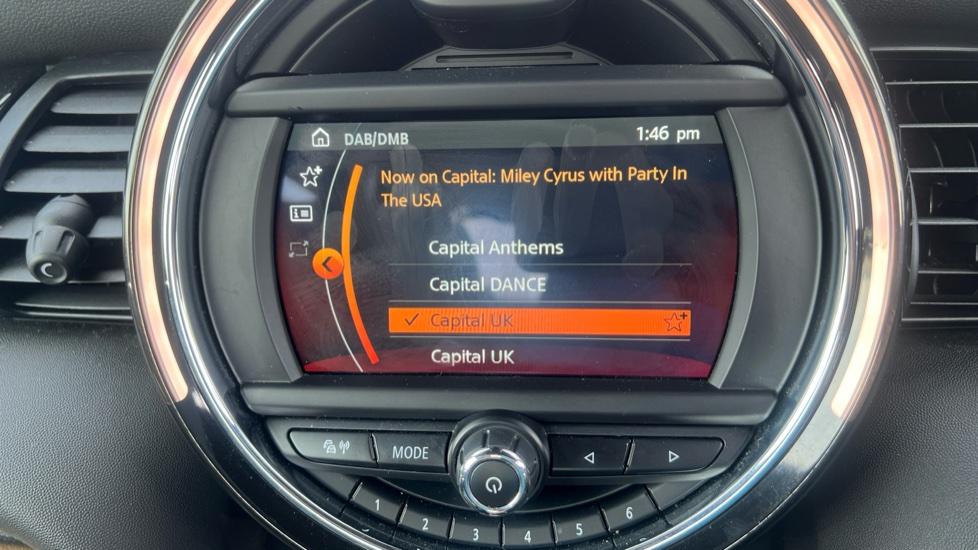 DAB/DMB 1:46 pm
Now on Capital: Miley Cyrus with Party In
The USA
Capital Anthems
Capital DANCE
Capital UK
Capital UK
MODE
1 2 3 4 5 6